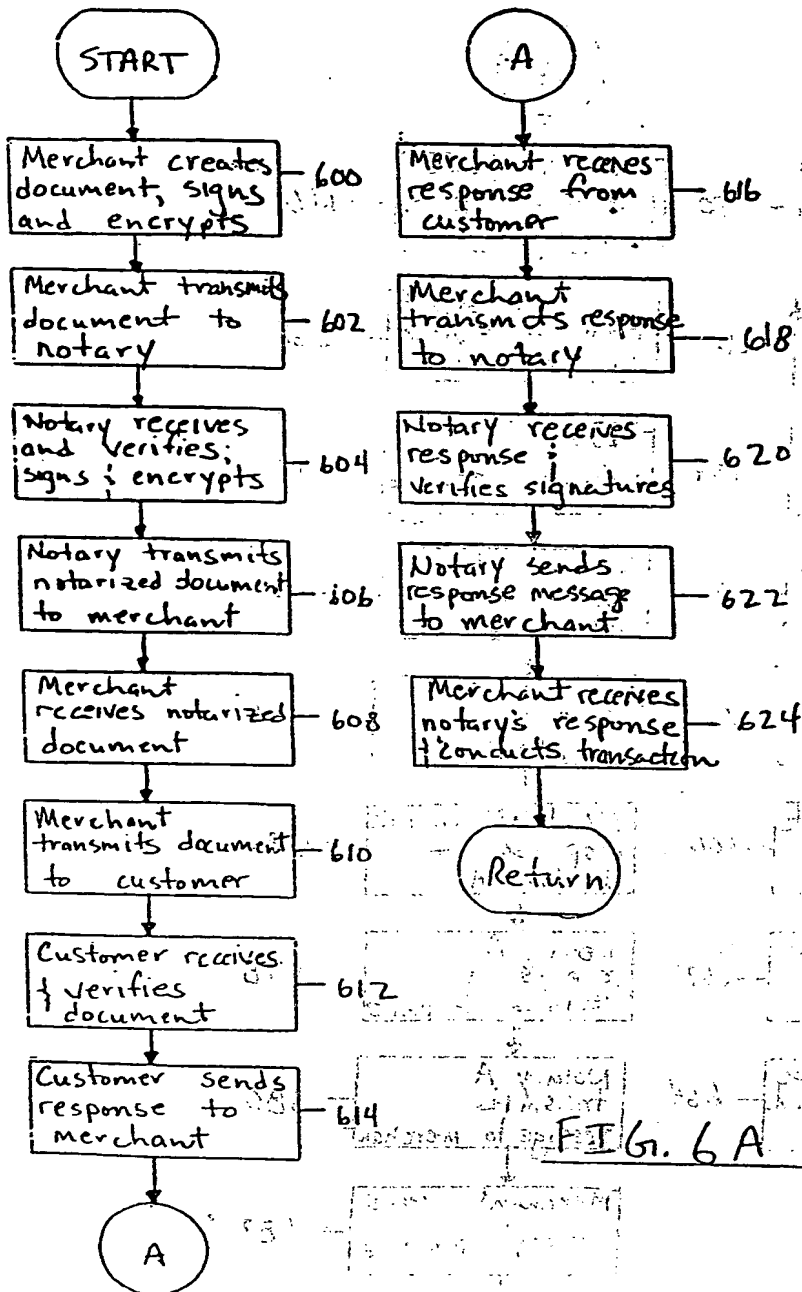 START
Merchant creates
document, signs
and encrypts
600
Merchant transmits
document to
notary
602
Notary receives
and verifies;
signs & encrypts
604
Notary transmits
notarized document
to merchant
606
Merchant
receives notarized
document
608
Merchant
transmits document
to customer
610
Customer receives
& verifies
document
612
Customer sends
response to
merchant
614
A
A
Merchant receives
response from
customer
616
Merchant
transmits response
to notary
618
Notary receives
response &
verifies signatures
620
Notary sends
response message
to merchant
622
Merchant receives
notary's response
& conducts transaction
624
Return
FIG. 6A